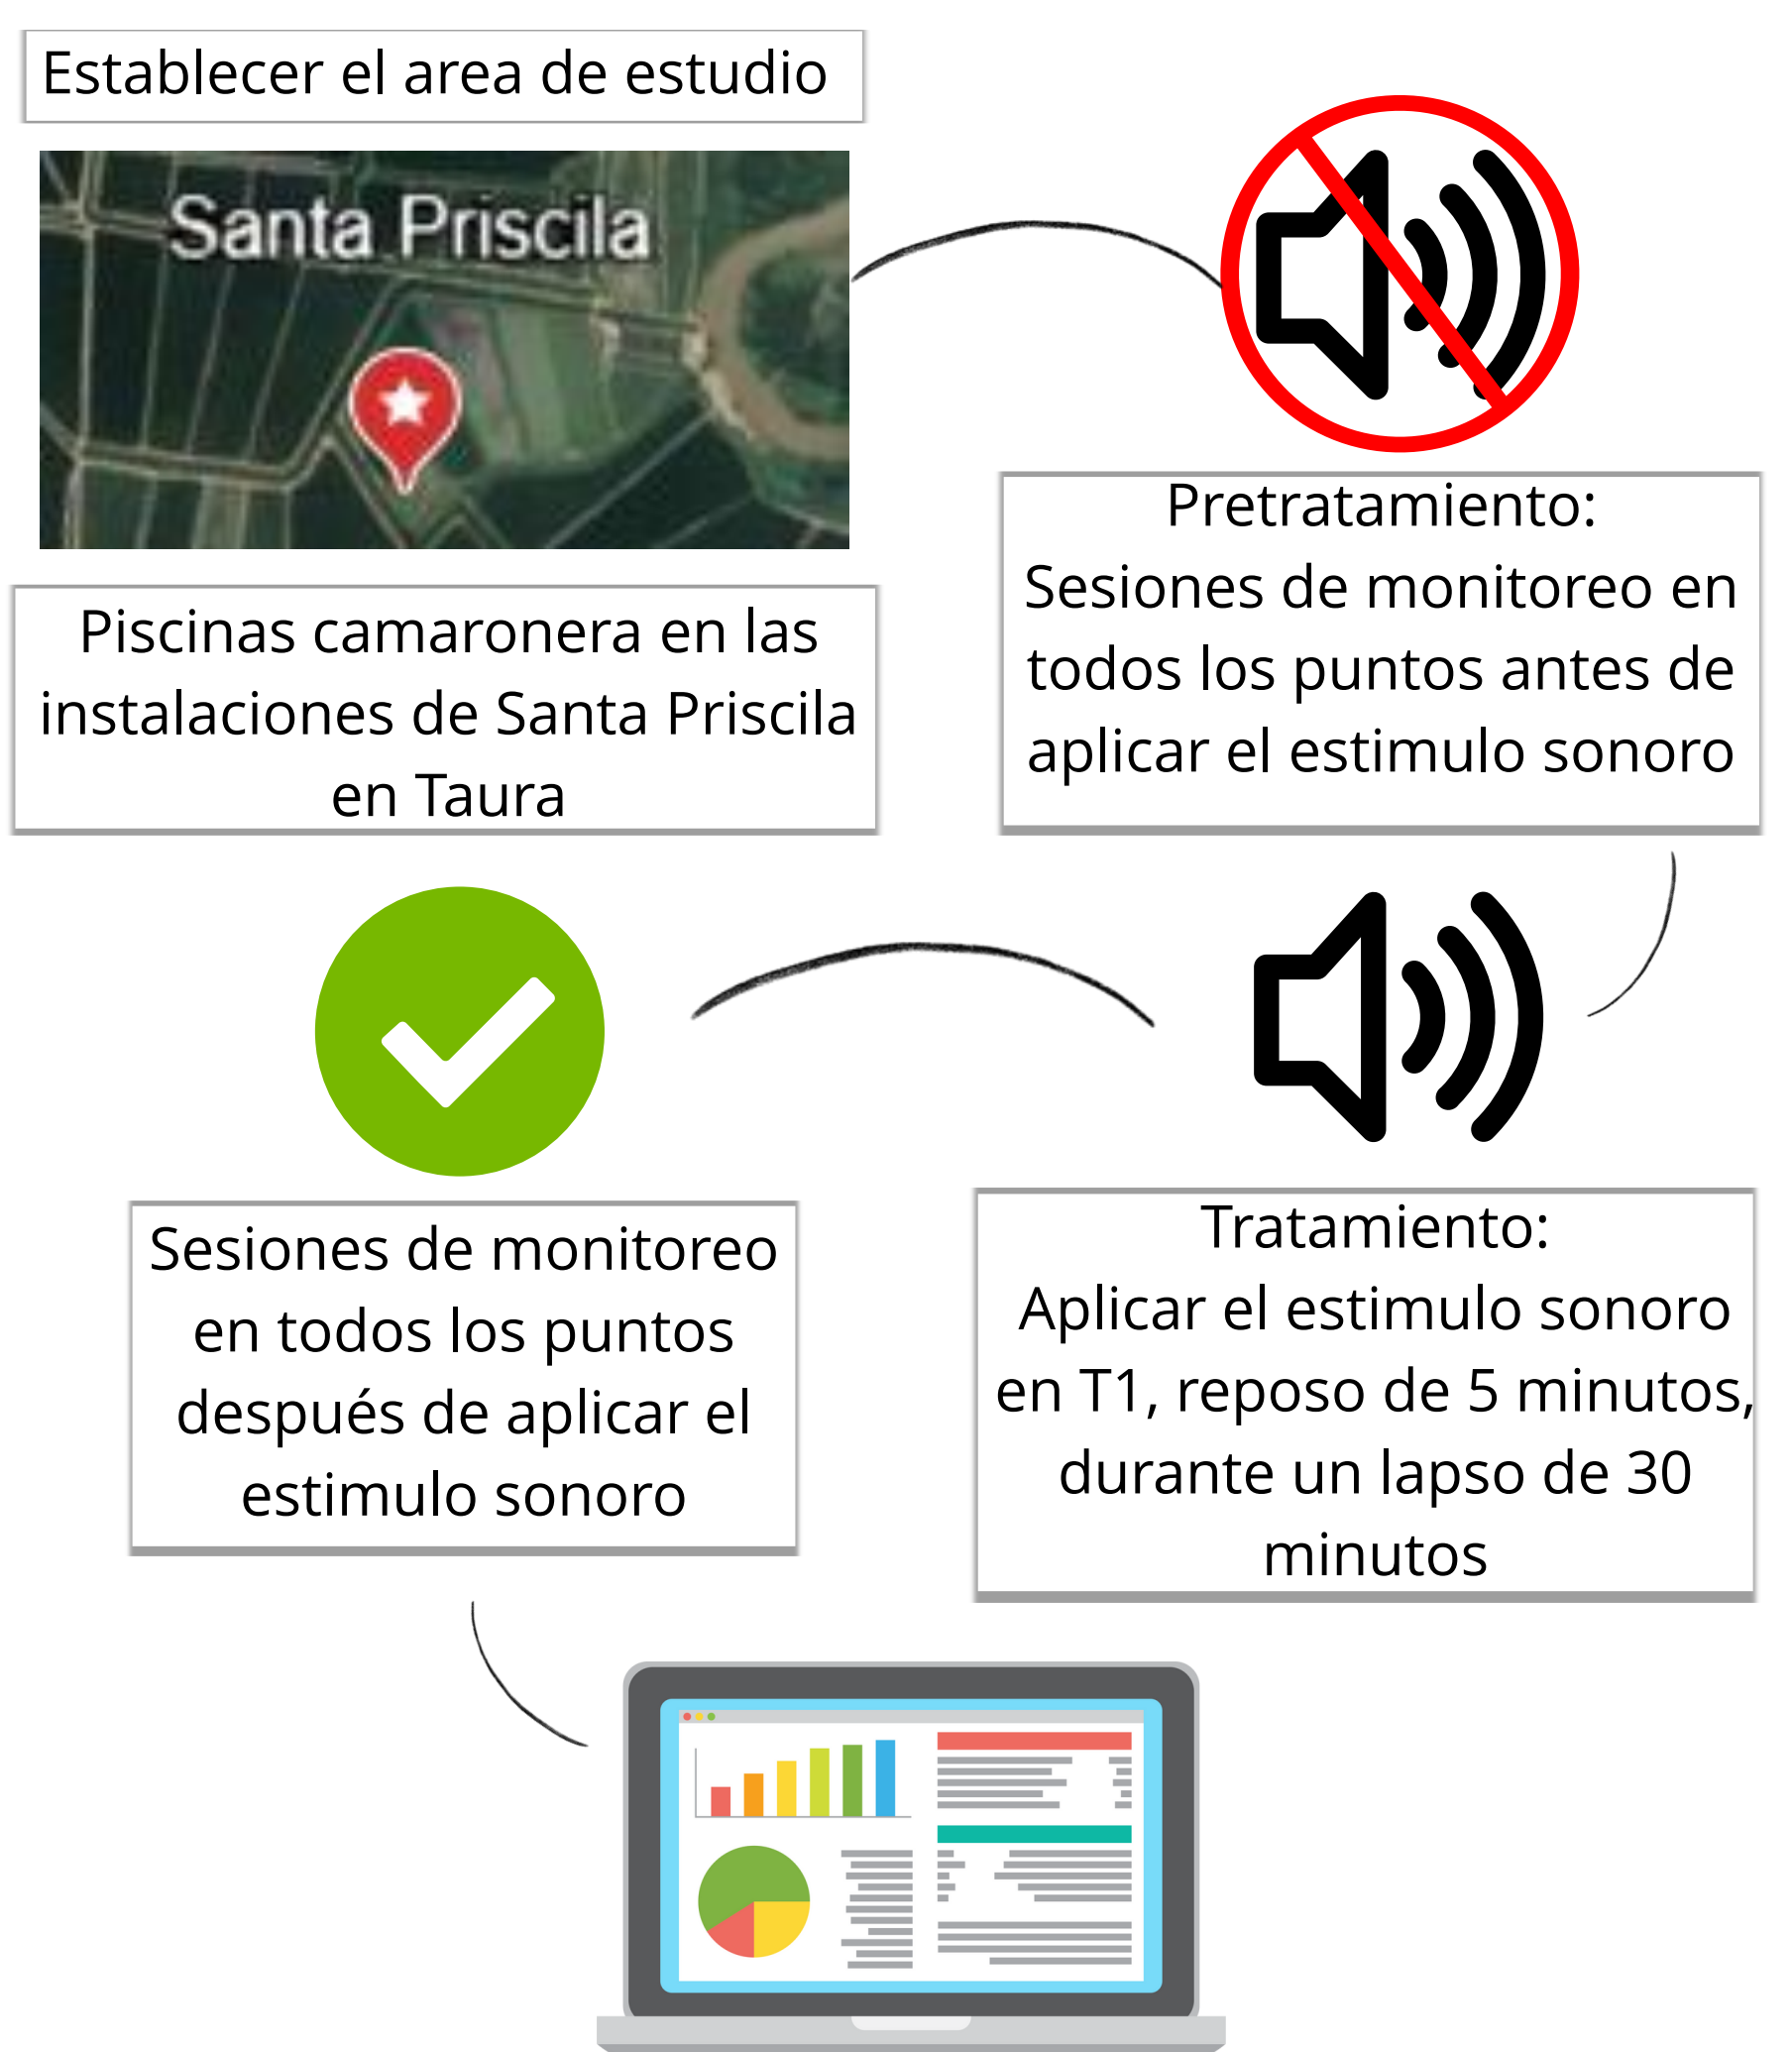 Establecer el area de estudio
Santa Priscila
Piscinas camaronera en las
instalaciones de Santa Priscila
en Taura
Pretratamiento:
Sesiones de monitoreo en
todos los puntos antes de
aplicar el estimulo sonoro
Tratamiento:
Aplicar el estimulo sonoro
en T1, reposo de 5 minutos,
durante un lapso de 30
minutos
Sesiones de monitoreo
en todos los puntos
después de aplicar el
estimulo sonoro